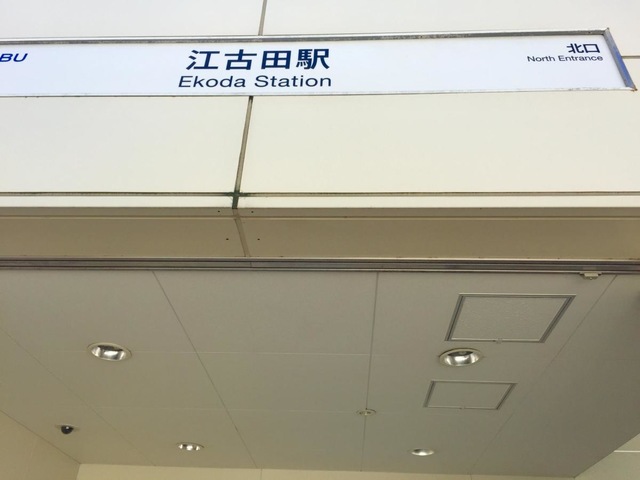 BU
江古田駅
Ekoda Station
北口
North Entrance